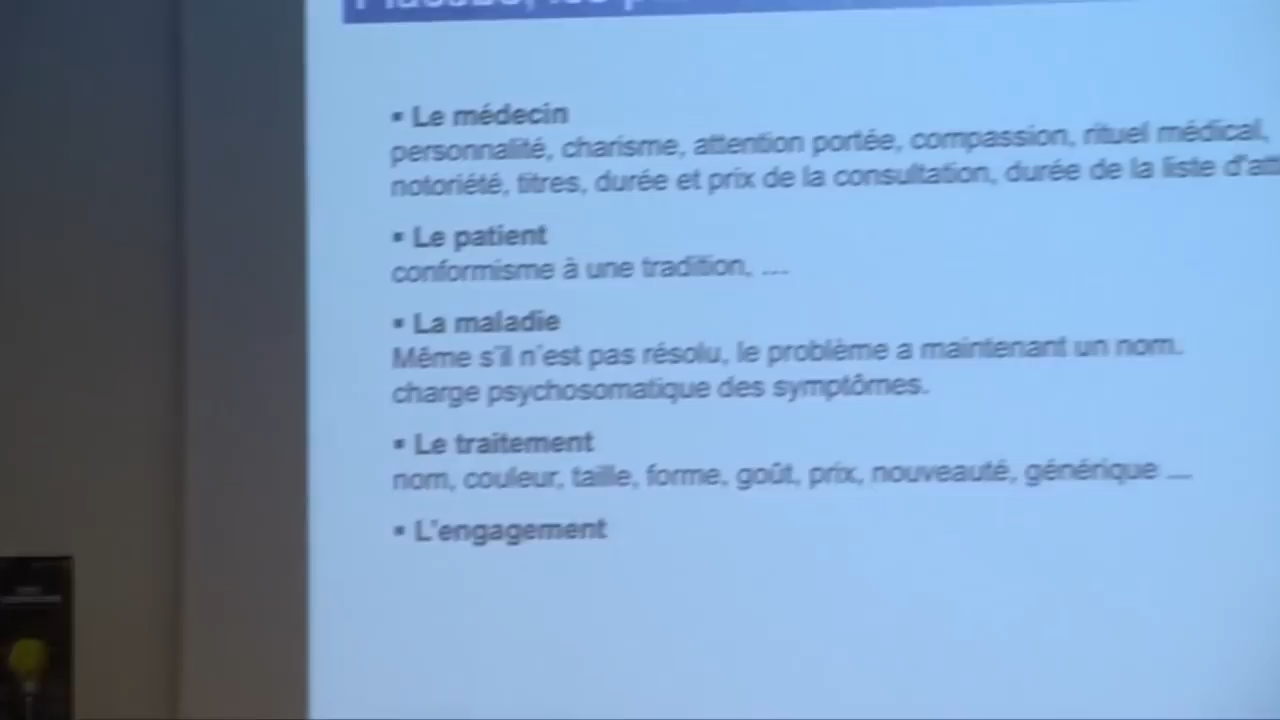 Placebo, les
▪ Le médecin
personnalité, charisme, attention portée, compassion, rituel médical,
notoriété, titres, durée et prix de la consultation, durée de la liste
▪ Le patient
conformisme à une tradition, ...
▪ La maladie
Même s'il n'est pas résolu, le problème a maintenant un nom.
charge psychosomatique des symptômes.
▪ Le traitement
nom, couleur, taille, forme, goût, prix, nouveauté, générique ...
▪ L'engagement